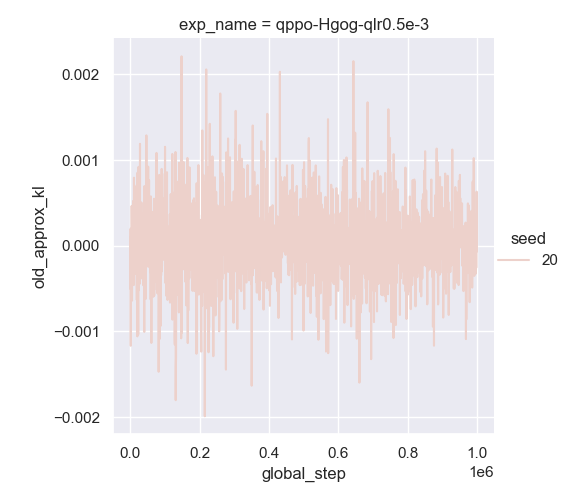 exp_name = qppo-Hgog-qlr0.5e-3
0.002
0.001
0.000
−0.001
−0.002
old_approx_kl
0.0
0.2
0.4
0.6
0.8
1.0
1e6
global_step
seed
20